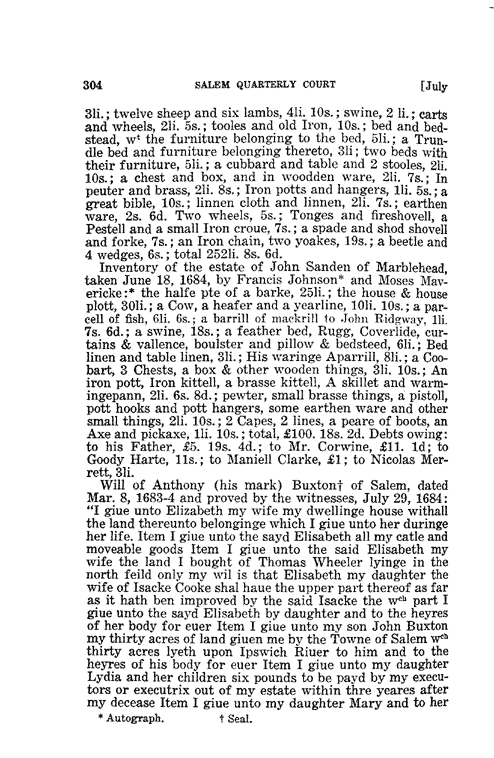 304 SALEM QUARTERLY COURT [July
3li.; twelve sheep and six lambs, 4li. 10s.; swine, 2 li.; carts
and wheels, 2li. 5s.; tooles and old Iron, 10s.; bed and bed-
stead, wᵗ the furniture belonging to the bed, 5li.; a Trun-
dle bed and furniture belonging thereto, 3li; two beds with
their furniture, 5li.; a cubbard and table and 2 stooles, 2li.
10s.; a chest and box, and in woodden ware, 2li. 7s.; In
peuter and brass, 2li. 8s.; Iron potts and hangers, 1li. 5s.; a
great bible, 10s.; linnen cloth and linnen, 2li. 7s.; earthen
ware, 2s. 6d. Two wheels, 5s.; Tonges and fireshovell, a
Pestell and a small Iron croue, 7s.; a spade and shod shovell
and forke, 7s.; an Iron chain, two yoakes, 19s.; a beetle and
4 wedges, 6s.; total 252li. 8s. 6d.
Inventory of the estate of John Sanden of Marblehead,
taken June 18, 1684, by Francis Johnson* and Moses Mav-
ericke:* the halfe pte of a barke, 25li.; the house & house
plott, 30li.; a Cow, a heafer and a yearline, 10li. 10s.; a par-
cell of fish, 6li. 6s.; a barrill of mackrill to John Ridgway, 1li.
7s. 6d.; a swine, 18s.; a feather bed, Rugg, Coverlide, cur-
tains & vallence, boulster and pillow & bedsteed, 6li.; Bed
linen and table linen, 3li.; His waringe Aparrill, 8li.; a Coo-
bart, 3 Chests, a box & other wooden things, 3li. 10s.; An
iron pott, Iron kittell, a brasse kittell, A skillet and warm-
ingepann, 2li. 6s. 8d.; pewter, small brasse things, a pistoll,
pott hooks and pott hangers, some earthen ware and other
small things, 2li. 10s.; 2 Capes, 2 lines, a peare of boots, an
Axe and pickaxe, 1li. 10s.; total, £100. 18s. 2d. Debts owing:
to his Father, £5. 19s. 4d.; to Mr. Corwine, £11. 1d; to
Goody Harte, 11s.; to Maniell Clarke, £1; to Nicolas Mer-
rett, 3li.
Will of Anthony (his mark) Buxton† of Salem, dated
Mar. 8, 1683-4 and proved by the witnesses, July 29, 1684:
"I giue unto Elizabeth my wife my dwellinge house withall
the land thereunto belonginge which I giue unto her duringe
her life. Item I giue unto the sayd Elisabeth all my catle and
moveable goods Item I giue unto the said Elisabeth my
wife the land I bought of Thomas Wheeler lyinge in the
north feild only my wil is that Elisabeth my daughter the
wife of Isacke Cooke shal haue the upper part thereof as far
as it hath ben improved by the said Isacke the wᶜʰ part I
giue unto the sayd Elisabeth by daughter and to the heyres
of her body for euer Item I giue unto my son John Buxton
my thirty acres of land giuen me by the Towne of Salem wᶜʰ
thirty acres lyeth upon Ipswich Riuer to him and to the
heyres of his body for euer Item I giue unto my daughter
Lydia and her children six pounds to be payd by my execu-
tors or executrix out of my estate within thre yeares after
my decease Item I giue unto my daughter Mary and to her
* Autograph. † Seal.